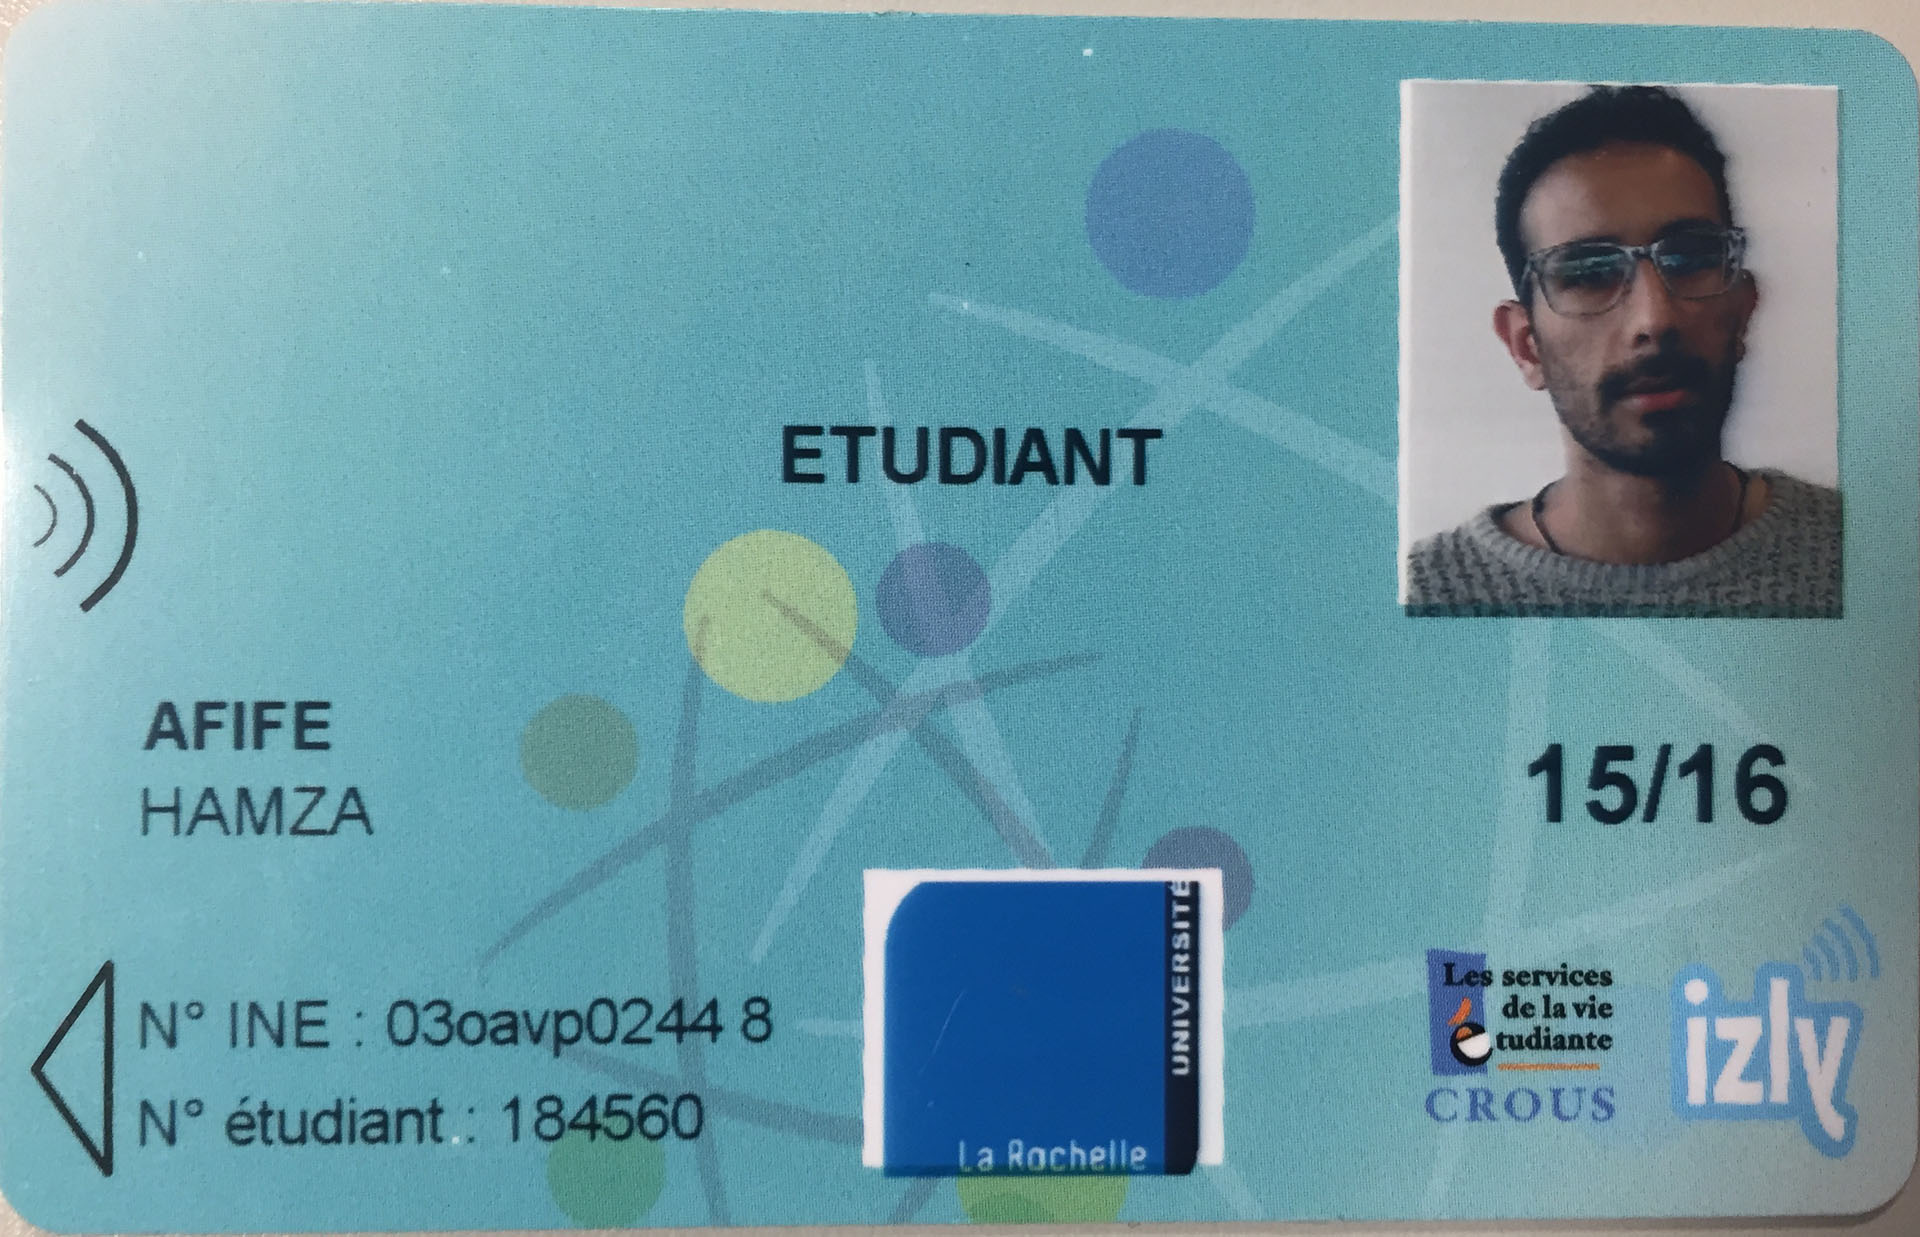 ETUDIANT
AFIFE
HAMZA
15/16
N° INE : 03oavp0244 8
N° étudiant.: 184560
UNIVERSITÉ
La Rochelle
Les services
de la vie
étudiante
CROUS
izly